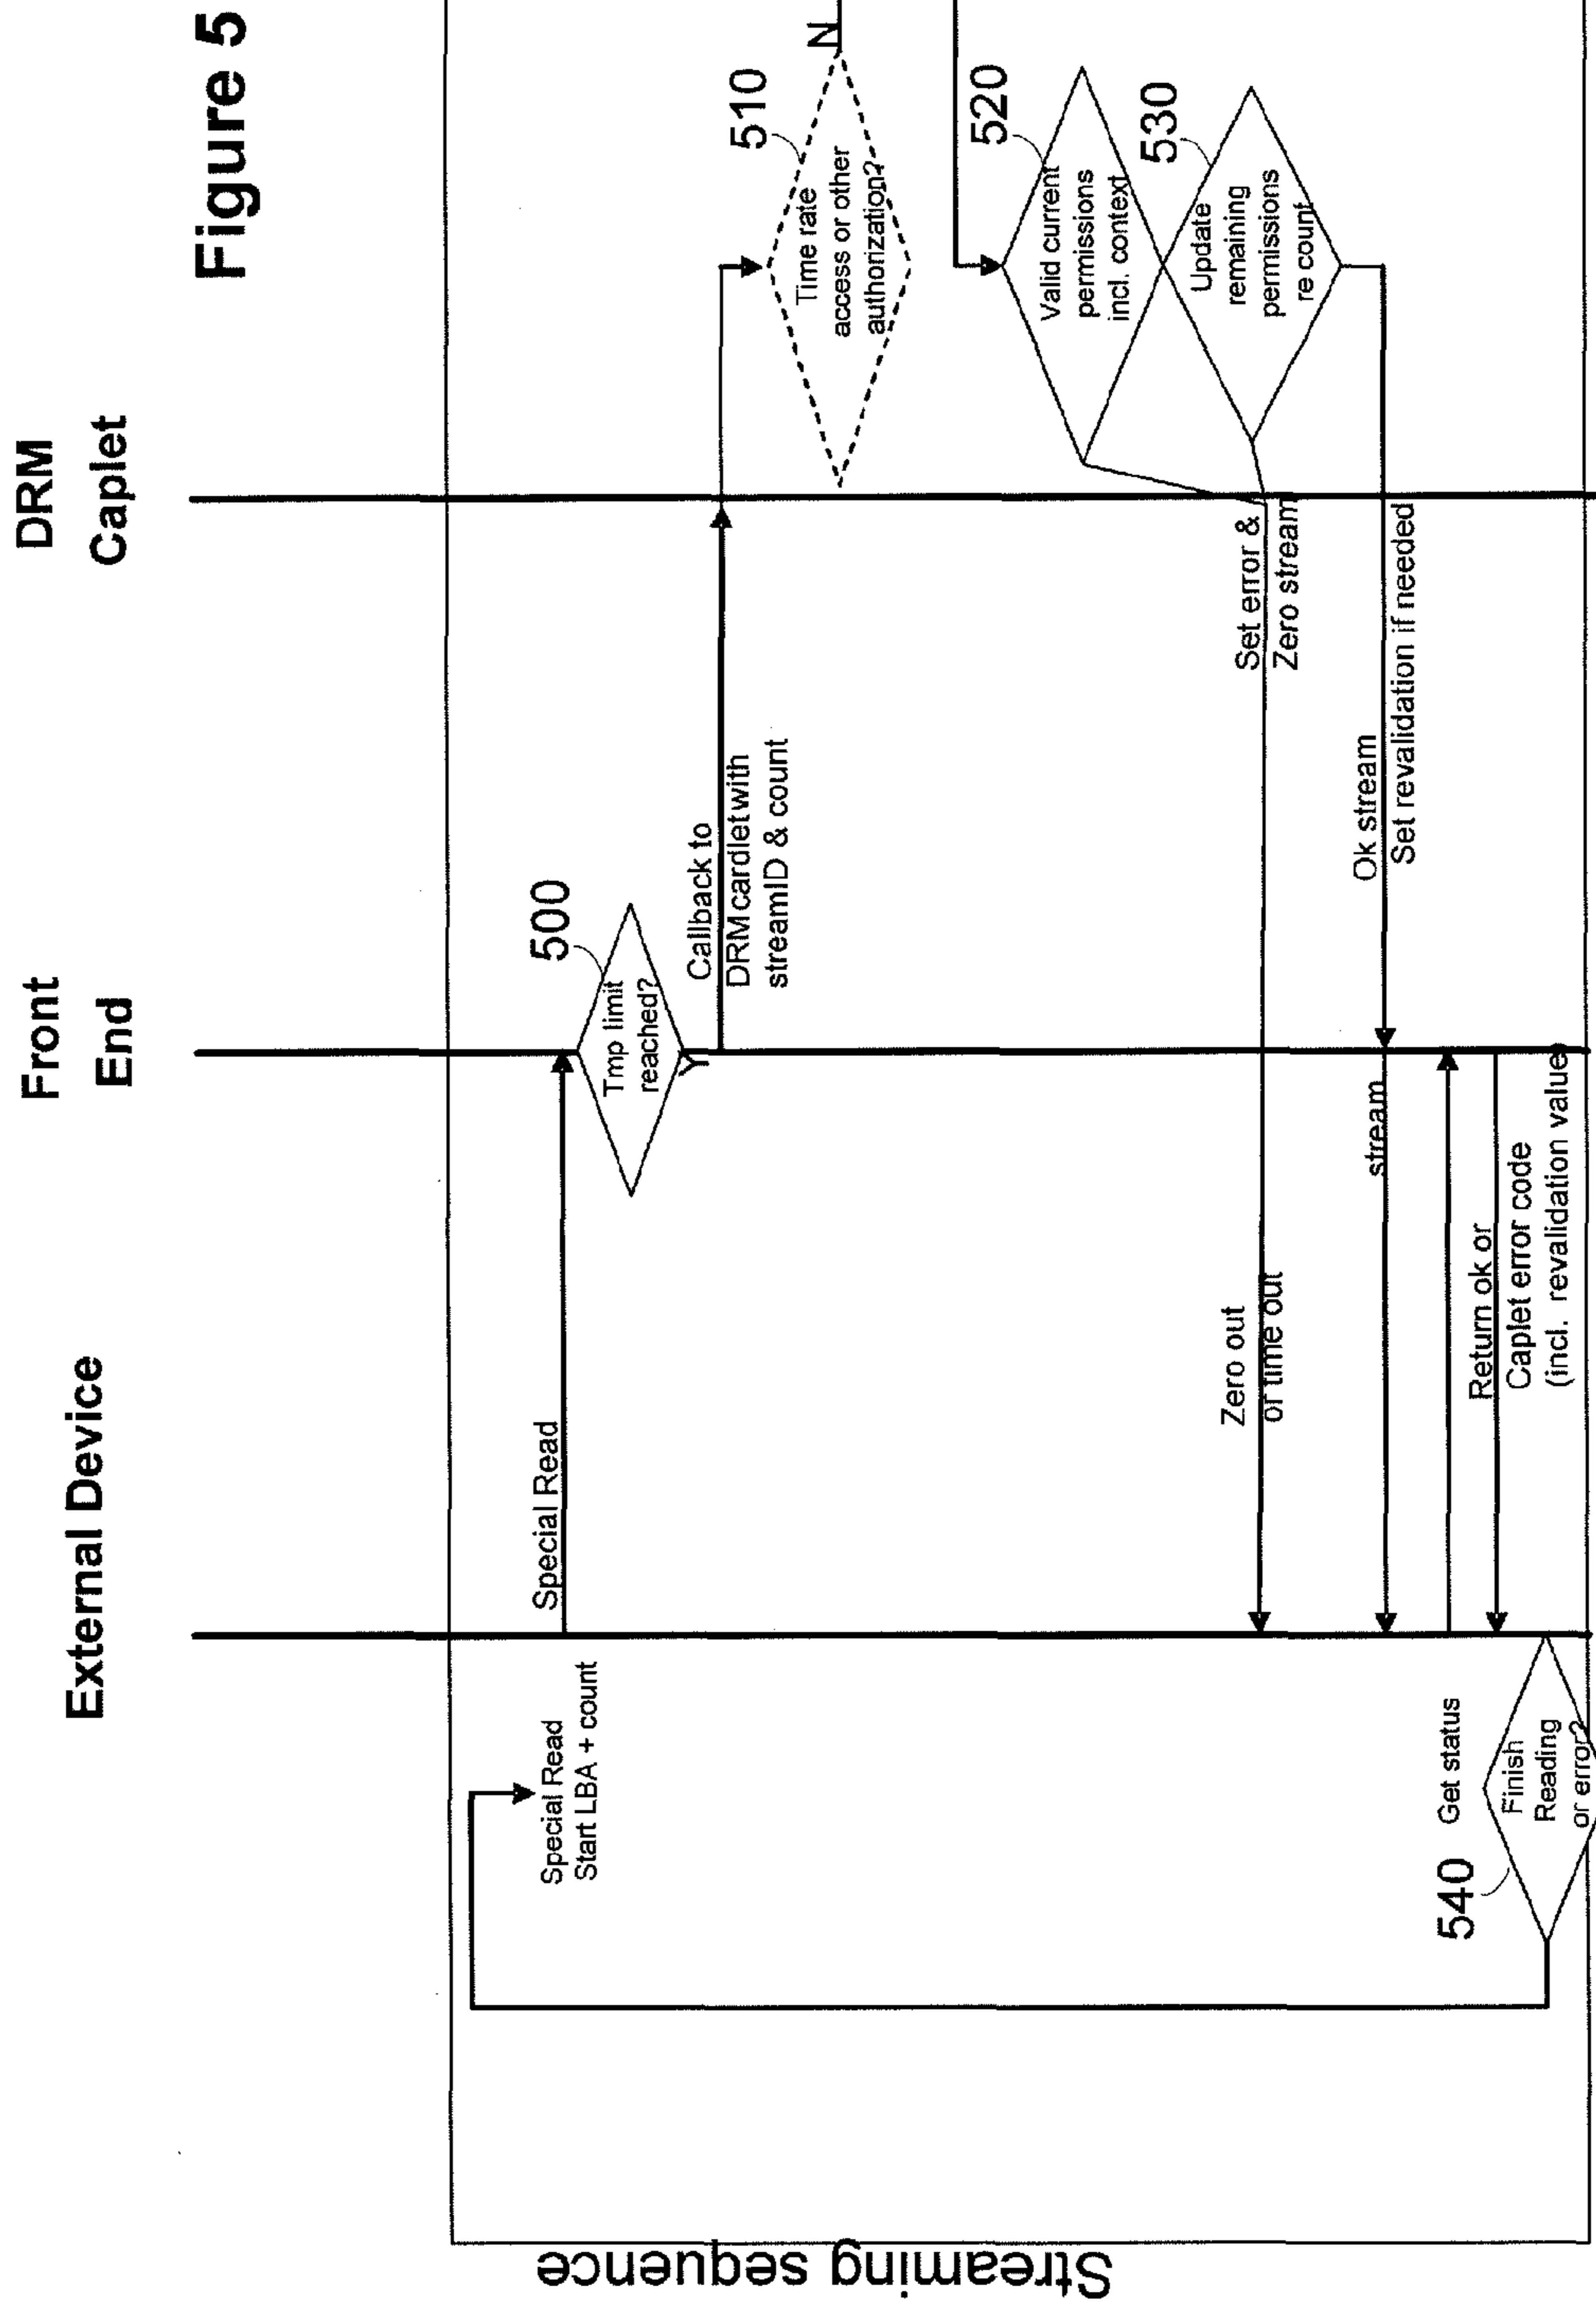 Figure 5
External Device
Front
End
DRM
Caplet
Streaming sequence
Special Read
Start LBA + count
Special Read
500
Tmp limit
reached?
Y
Callback to
DRM cardlet with
streamID & count
510
Time rate
access or other
authorization?
N
520
Valid current
permissions
incl. context
530
Update
remaining
permissions
re count
Set error &
Zero stream
Zero out
or time out
Ok stream
Set revalidation if needed
stream
Get status
Return ok or
Caplet error code
(incl. revalidation value)
540
Finish
Reading
or error?